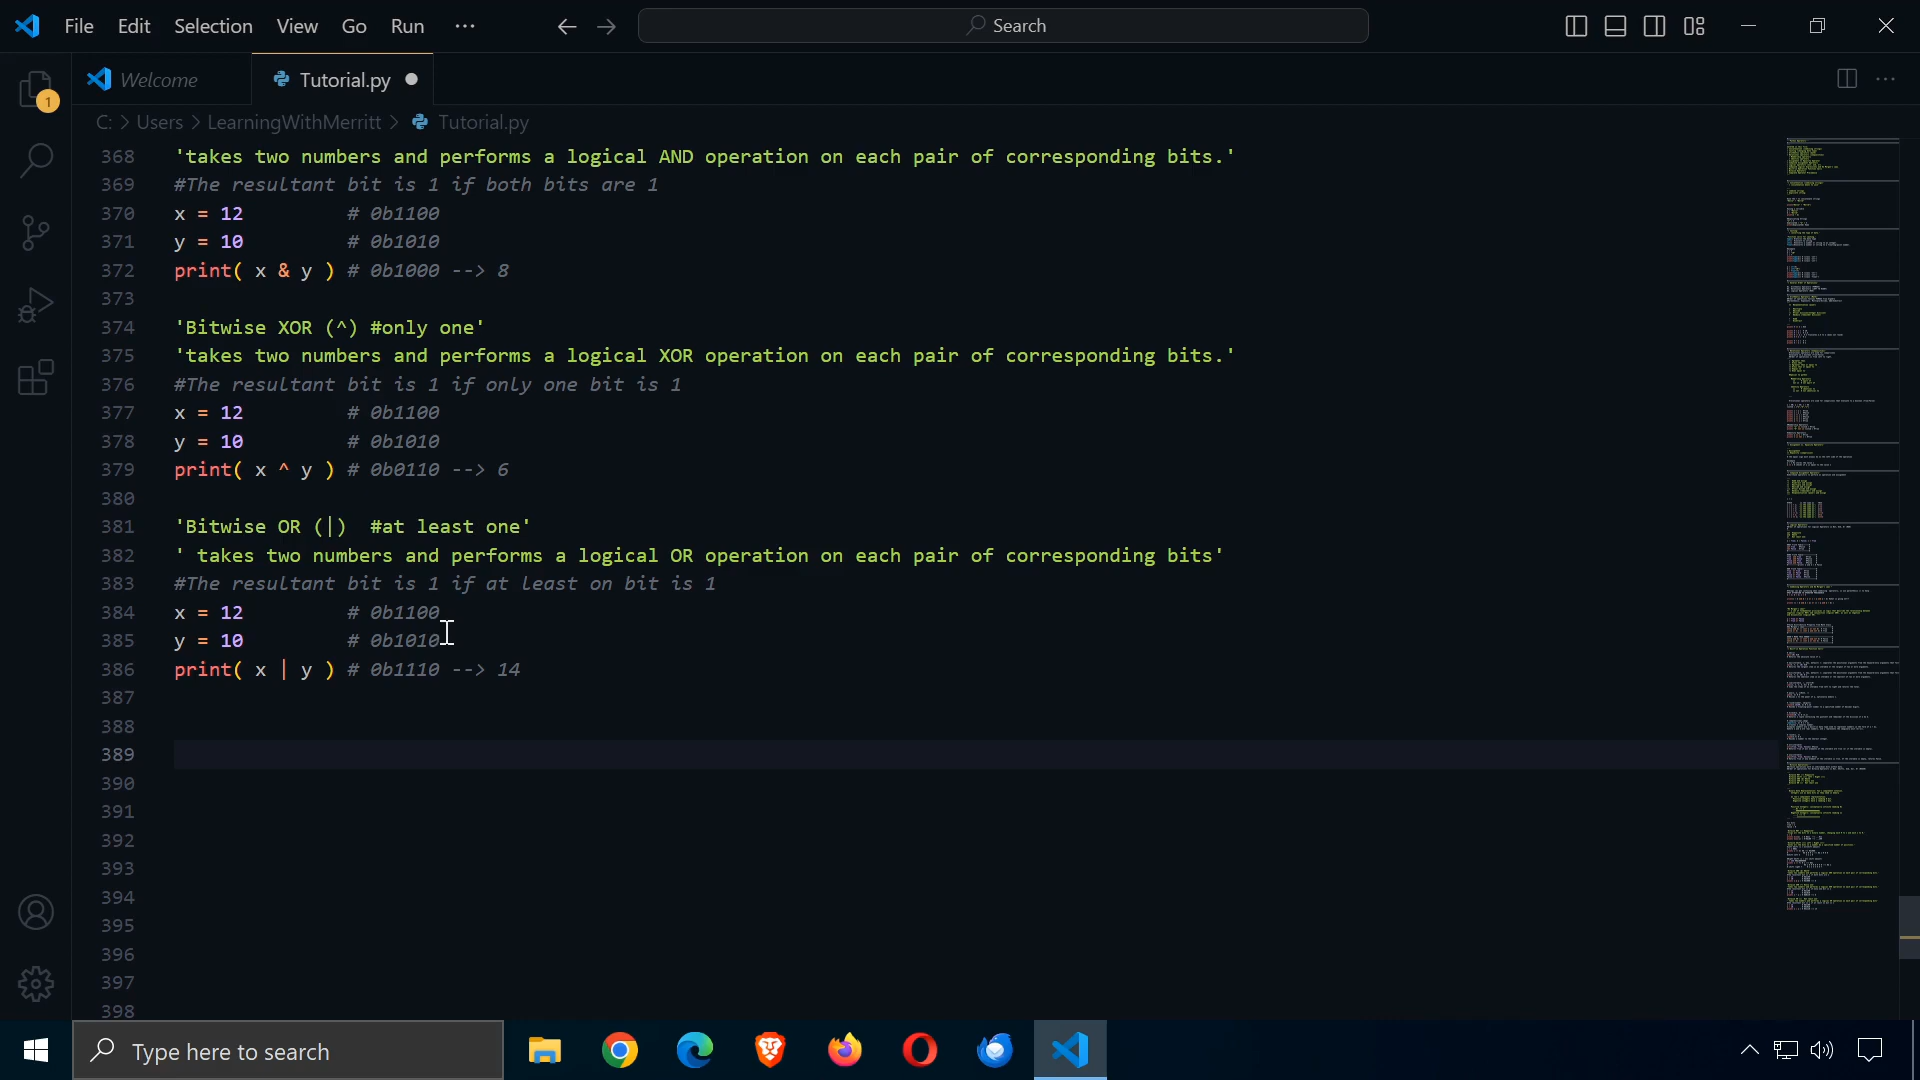 File Edit Selection View Go Run ··· Search
Welcome Tutorial.py
1
C: > Users > LearningWithMerritt > Tutorial.py
368 'takes two numbers and performs a logical AND operation on each pair of corresponding bits.'
369 #The resultant bit is 1 if both bits are 1
370 x = 12 # 0b1100
371 y = 10 # 0b1010
372 print( x & y ) # 0b1000 --> 8
373
374 'Bitwise XOR (^) #only one'
375 'takes two numbers and performs a logical XOR operation on each pair of corresponding bits.'
376 #The resultant bit is 1 if only one bit is 1
377 x = 12 # 0b1100
378 y = 10 # 0b1010
379 print( x ^ y ) # 0b0110 --> 6
380
381 'Bitwise OR (|)  #at least one'
382 ' takes two numbers and performs a logical OR operation on each pair of corresponding bits'
383 #The resultant bit is 1 if at least on bit is 1
384 x = 12 # 0b1100
385 y = 10 # 0b1010
386 print( x | y ) # 0b1110 --> 14
387
388
389
390
391
392
393
394
395
396
397
398
Type here to search